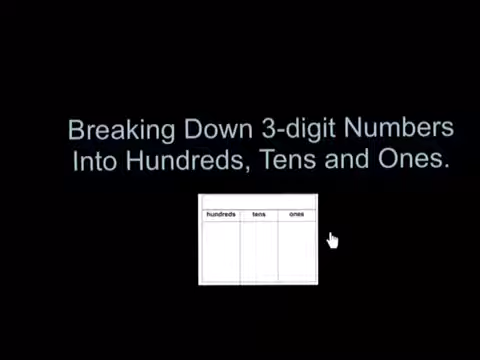 Breaking Down 3-digit Numbers
Into Hundreds, Tens and Ones.
hundreds tens ones